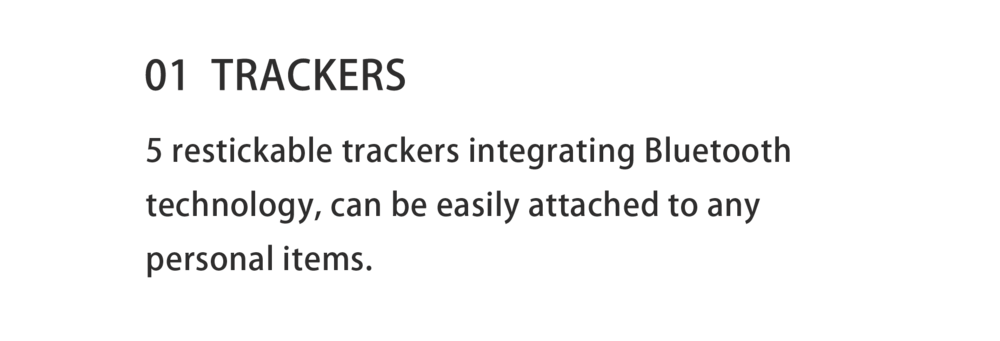 01 TRACKERS
5 restickable trackers integrating Bluetooth
technology, can be easily attached to any
personal items.